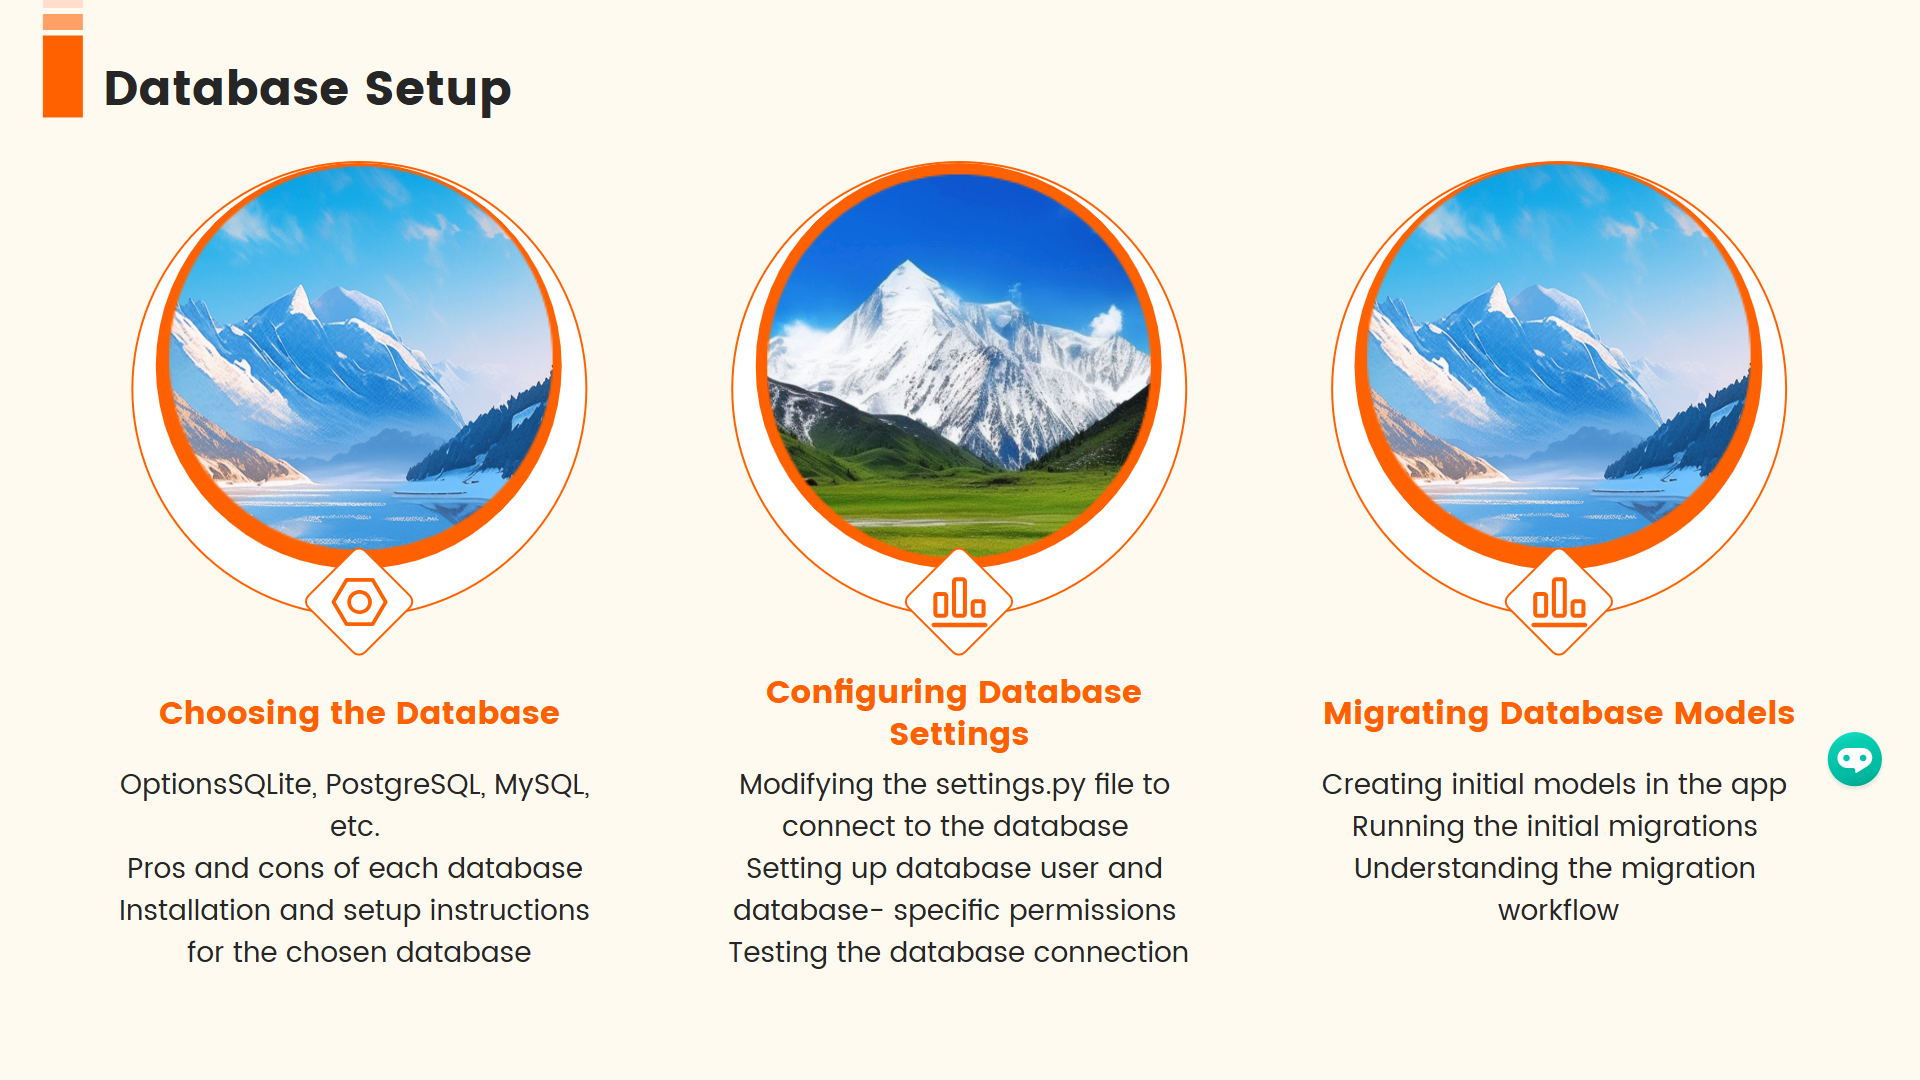 Database Setup
Choosing the Database
OptionsSQLite, PostgreSQL, MySQL,
etc.
Pros and cons of each database
Installation and setup instructions
for the chosen database
Configuring Database
Settings
Modifying the settings.py file to
connect to the database
Setting up database user and
database- specific permissions
Testing the database connection
Migrating Database Models
Creating initial models in the app
Running the initial migrations
Understanding the migration
workflow